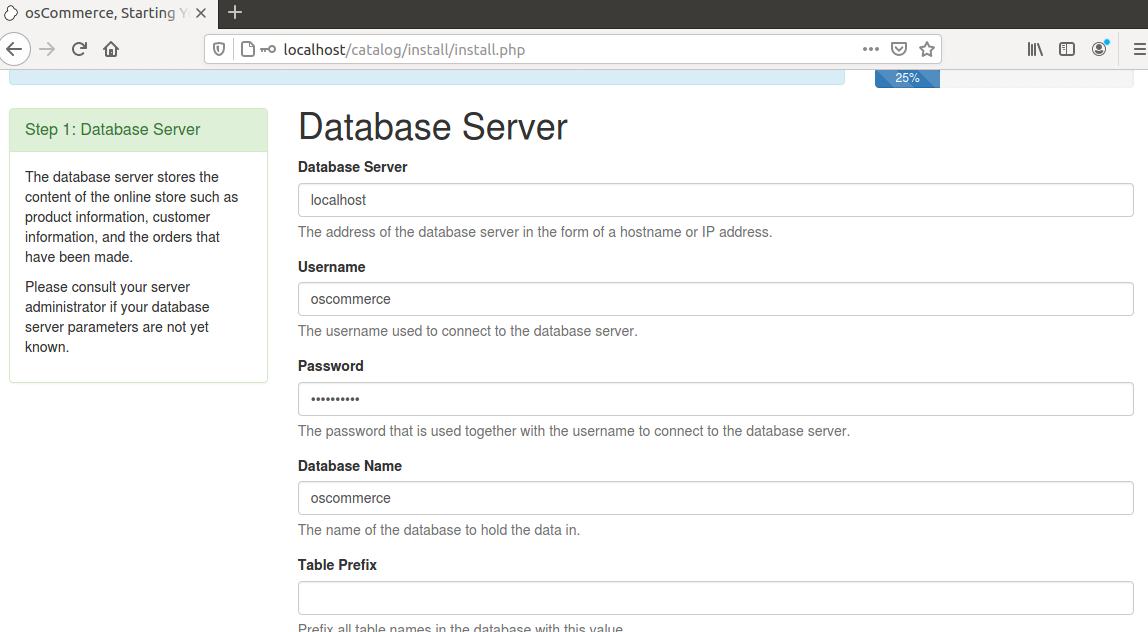 osCommerce, Starting Y
localhost/catalog/install/install.php
25%
Step 1: Database Server
The database server stores the
content of the online store such as
product information, customer
information, and the orders that
have been made.
Please consult your server
administrator if your database
server parameters are not yet
known.
Database Server
Database Server
localhost
The address of the database server in the form of a hostname or IP address.
Username
oscommerce
The username used to connect to the database server.
Password
••••••••••
The password that is used together with the username to connect to the database server.
Database Name
oscommerce
The name of the database to hold the data in.
Table Prefix
Prefix all table names in the database with this value.